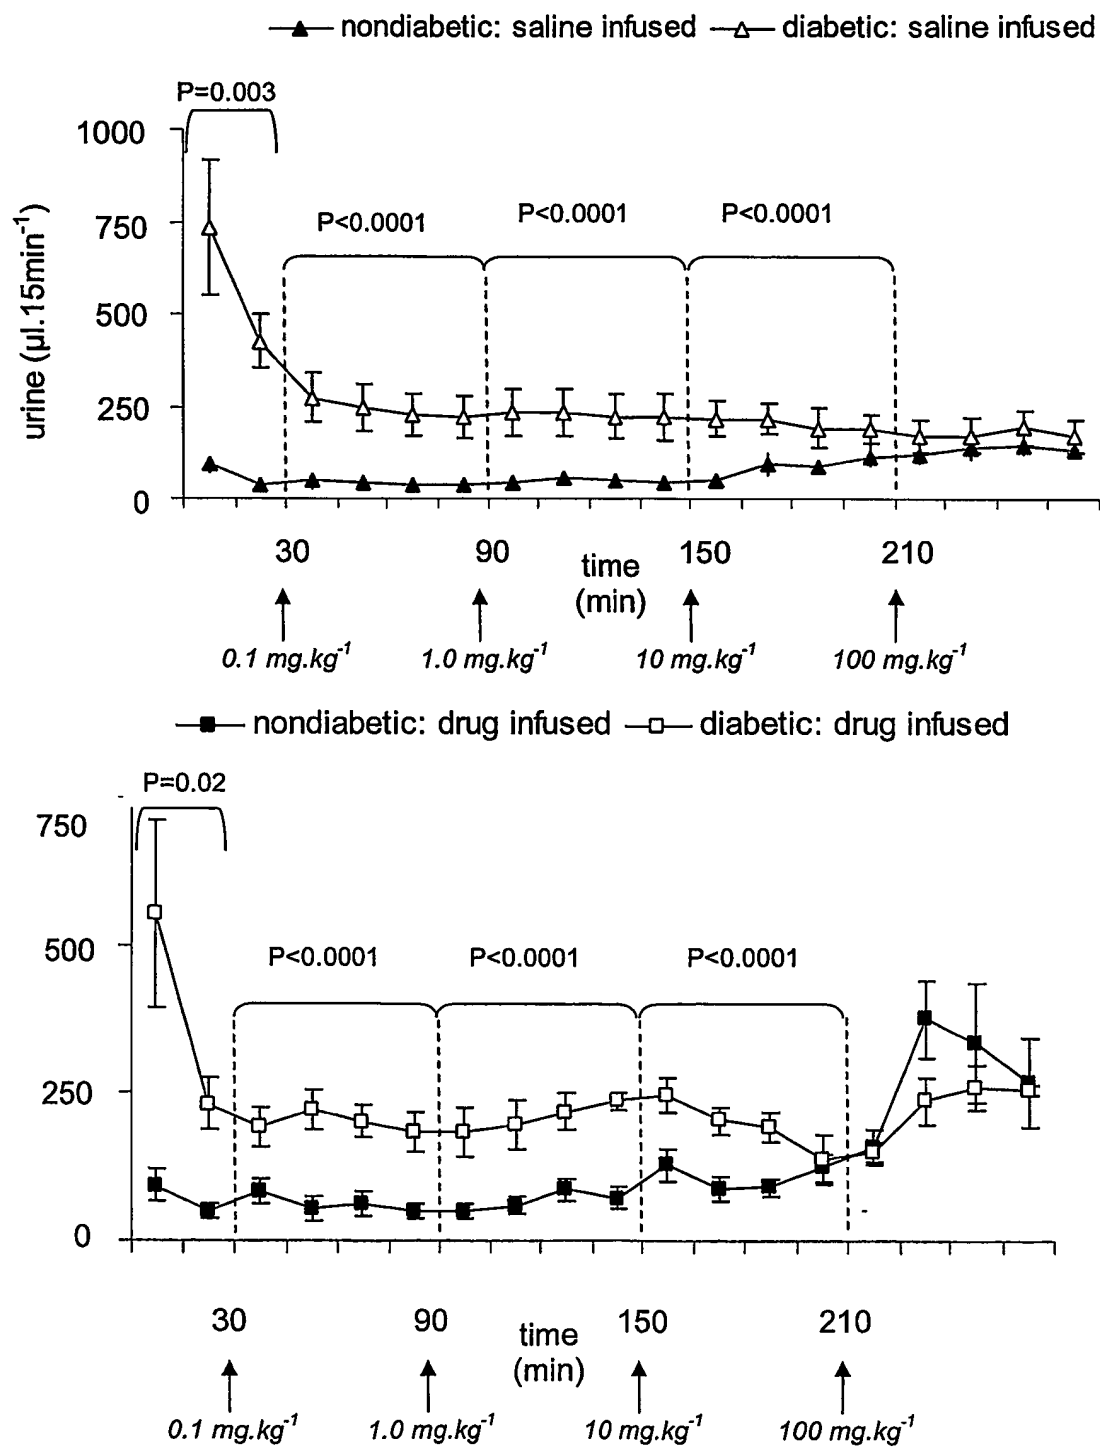 nondiabetic: saline infused diabetic: saline infused
P=0.003
1000
P<0.0001 P<0.0001 P<0.0001
750
500
250
0
urine (µl.15min⁻¹)
30 90 150 210
time
(min)
0.1 mg.kg⁻¹ 1.0 mg.kg⁻¹ 10 mg.kg⁻¹ 100 mg.kg⁻¹
nondiabetic: drug infused diabetic: drug infused
P=0.02
750
P<0.0001 P<0.0001 P<0.0001
500
250
0
30 90 150 210
time
(min)
0.1 mg.kg⁻¹ 1.0 mg.kg⁻¹ 10 mg.kg⁻¹ 100 mg.kg⁻¹